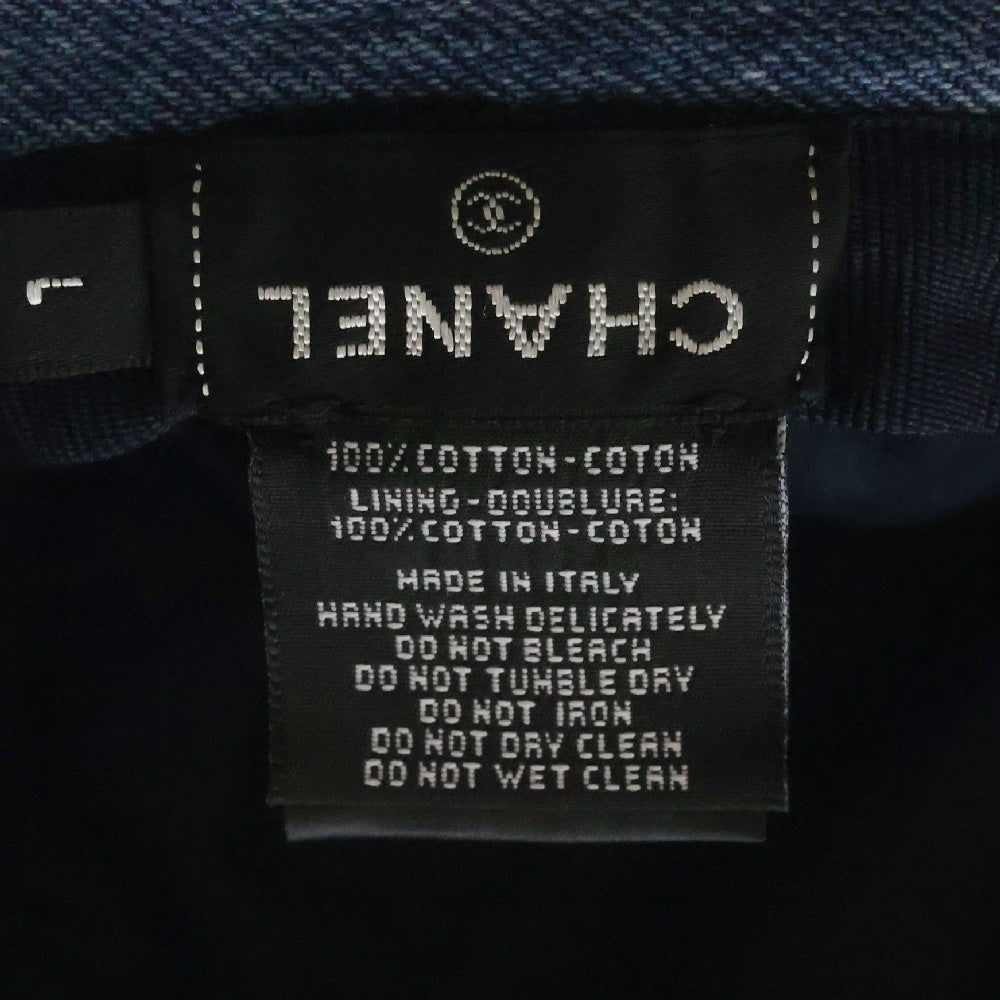 L
CHANEL
100% COTTON-COTON
LINING-DOUBLURE:
100% COTTON-COTON
MADE IN ITALY
HAND WASH DELICATELY
DO NOT BLEACH
DO NOT TUMBLE DRY
DO NOT IRON
DO NOT DRY CLEAN
DO NOT WET CLEAN